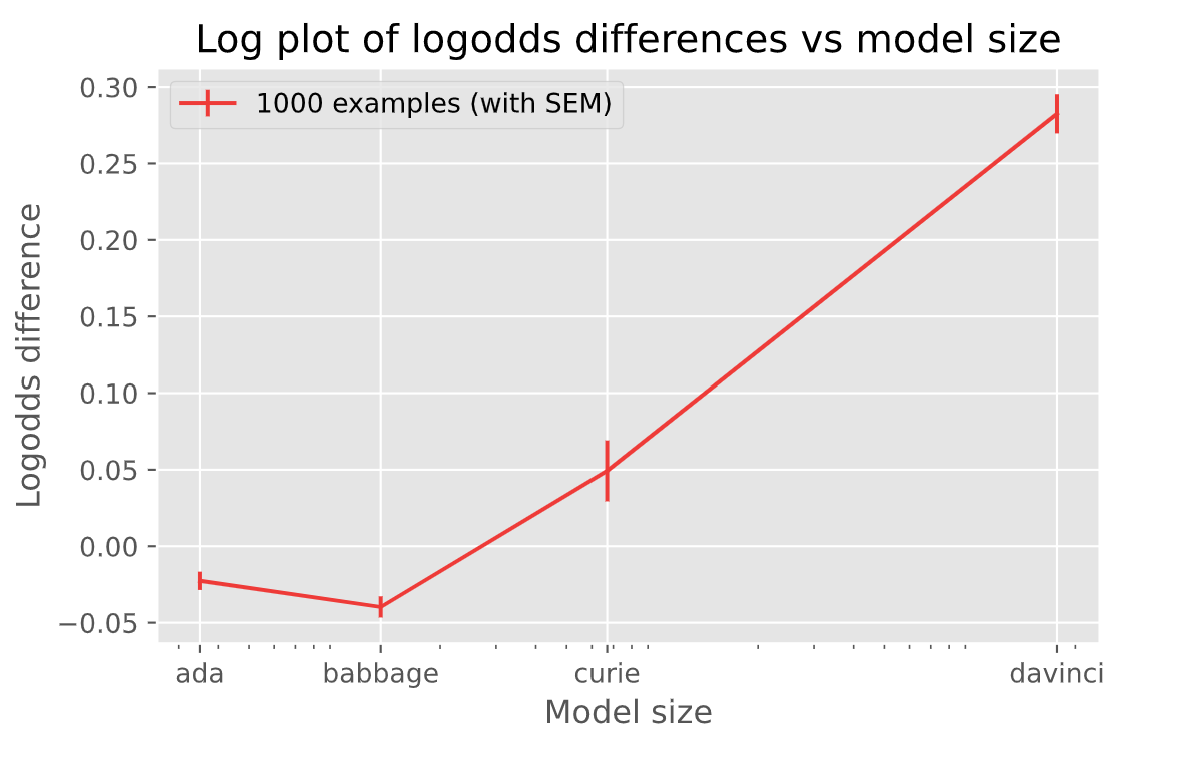 Log plot of logodds differences vs model size
1000 examples (with SEM)
Logodds difference
0.30
0.25
0.20
0.15
0.10
0.05
0.00
−0.05
ada babbage curie davinci
Model size